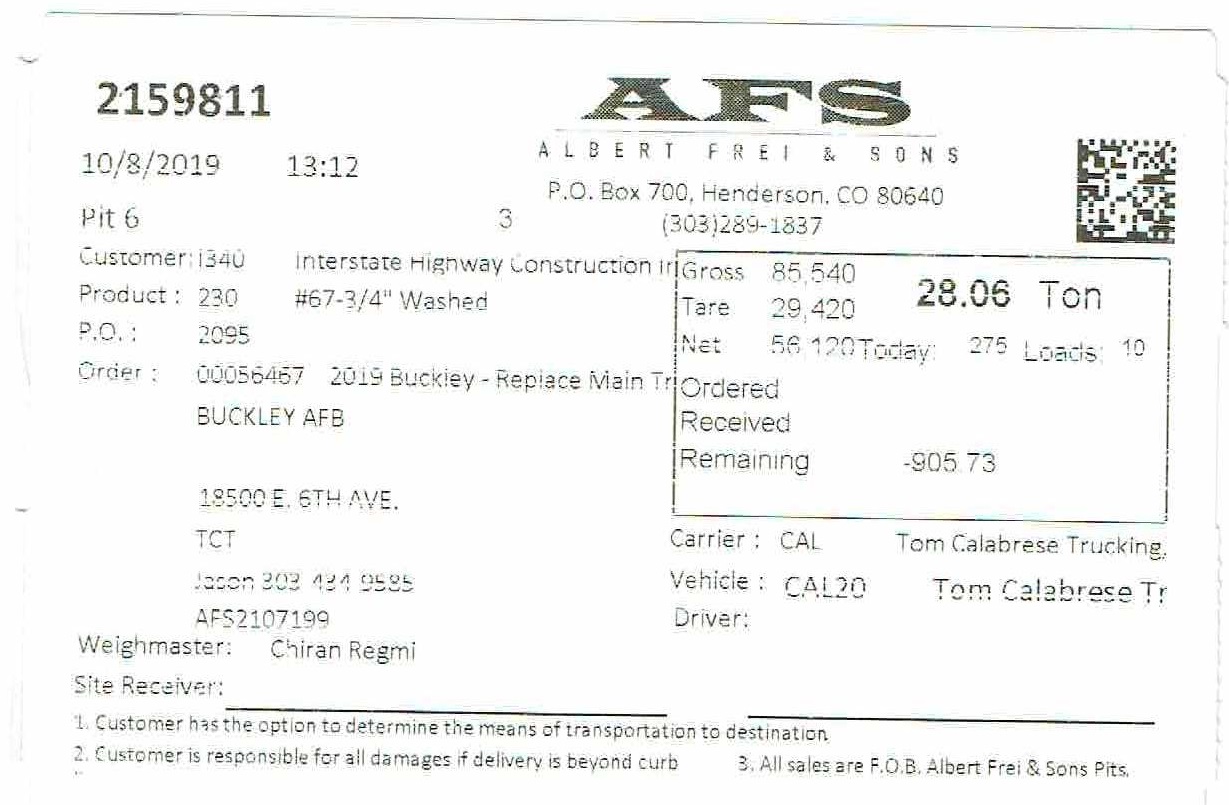 2159811
AFS
ALBERT FREI & SONS
10/8/2019 13:12
P.O. Box 700, Henderson, CO 80640
Pit 6 3
(303)289-1837
Customer: I340 Interstate Highway Construction In
Product : 230 #67-3/4" Washed
P.O. : 2095
Order : 00056467 2019 Buckley - Replace Main Tr
BUCKLEY AFB
18500 E. 6TH AVE.
TCT
Jason 303 434 9585
AFS2107199
Gross 85,540
Tare 29,420
28.06 Ton
Net 56,120 Today: 275 Loads: 10
Ordered
Received
Remaining -905.73
Carrier : CAL Tom Calabrese Trucking,
Vehicle : CAL20 Tom Calabrese Tr
Driver:
Weighmaster: Chiran Regmi
Site Receiver:
1. Customer has the option to determine the means of transportation to destination
2. Customer is responsible for all damages if delivery is beyond curb
3. All sales are F.O.B. Albert Frei & Sons Pits.